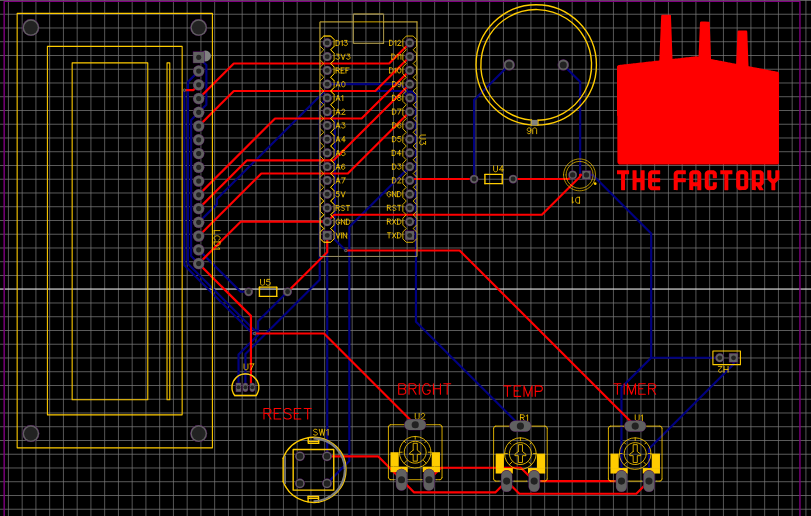 D13 D12
3V3 D11
REF D10
A0 D9
A1 D8
A2 D7
A3 D6
A4 D5
A5 D4
A6 D3
A7 D2
5V GND
RST RST
GND RXD
VIN TXD
U3
U6
THE FACTORY
U4
D1
LCD1
U5
U7
H2
BRIGHT
TEMP
TIMER
RESET
U2
R1
U1
SW1